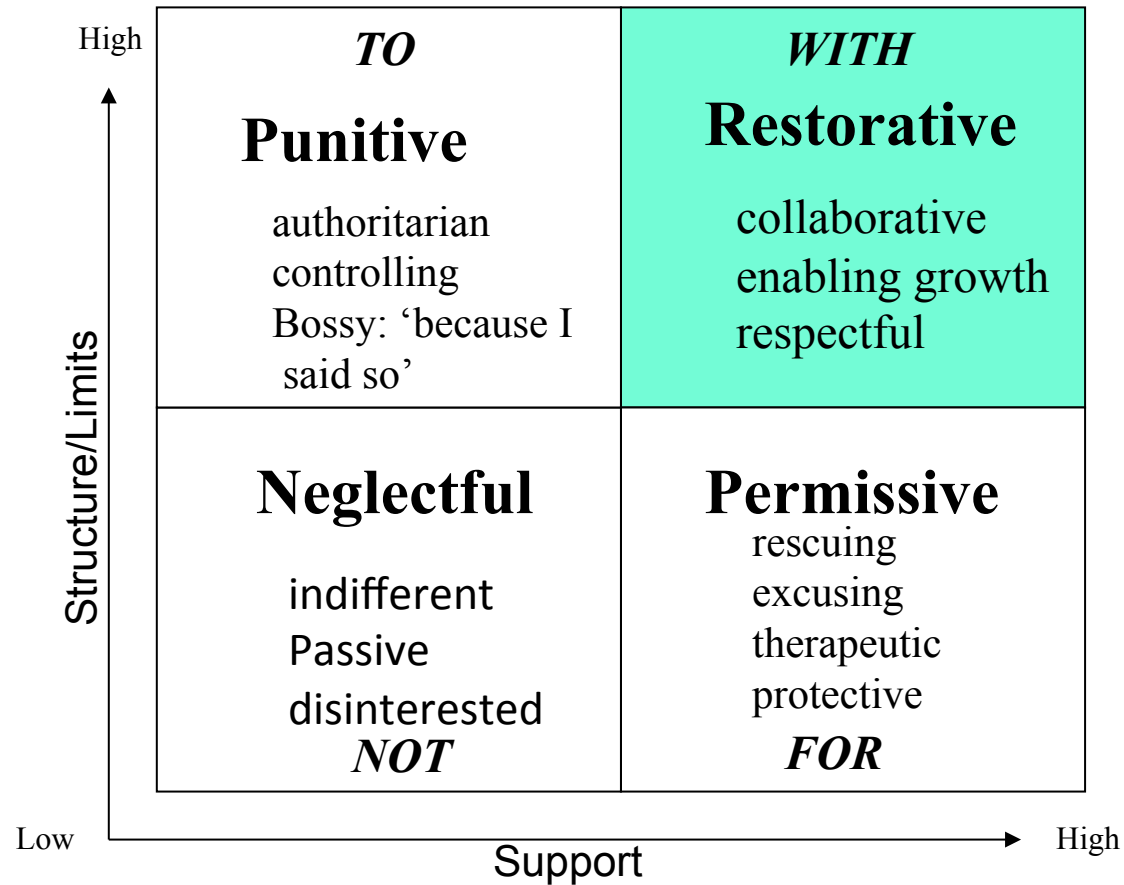 High
TO
WITH
Punitive
Restorative
authoritarian
controlling
Bossy: ‘because I
said so’
collaborative
enabling growth
respectful
Structure/Limits
Neglectful
Permissive
indifferent
Passive
disinterested
NOT
rescuing
excusing
therapeutic
protective
FOR
Low
Support
High